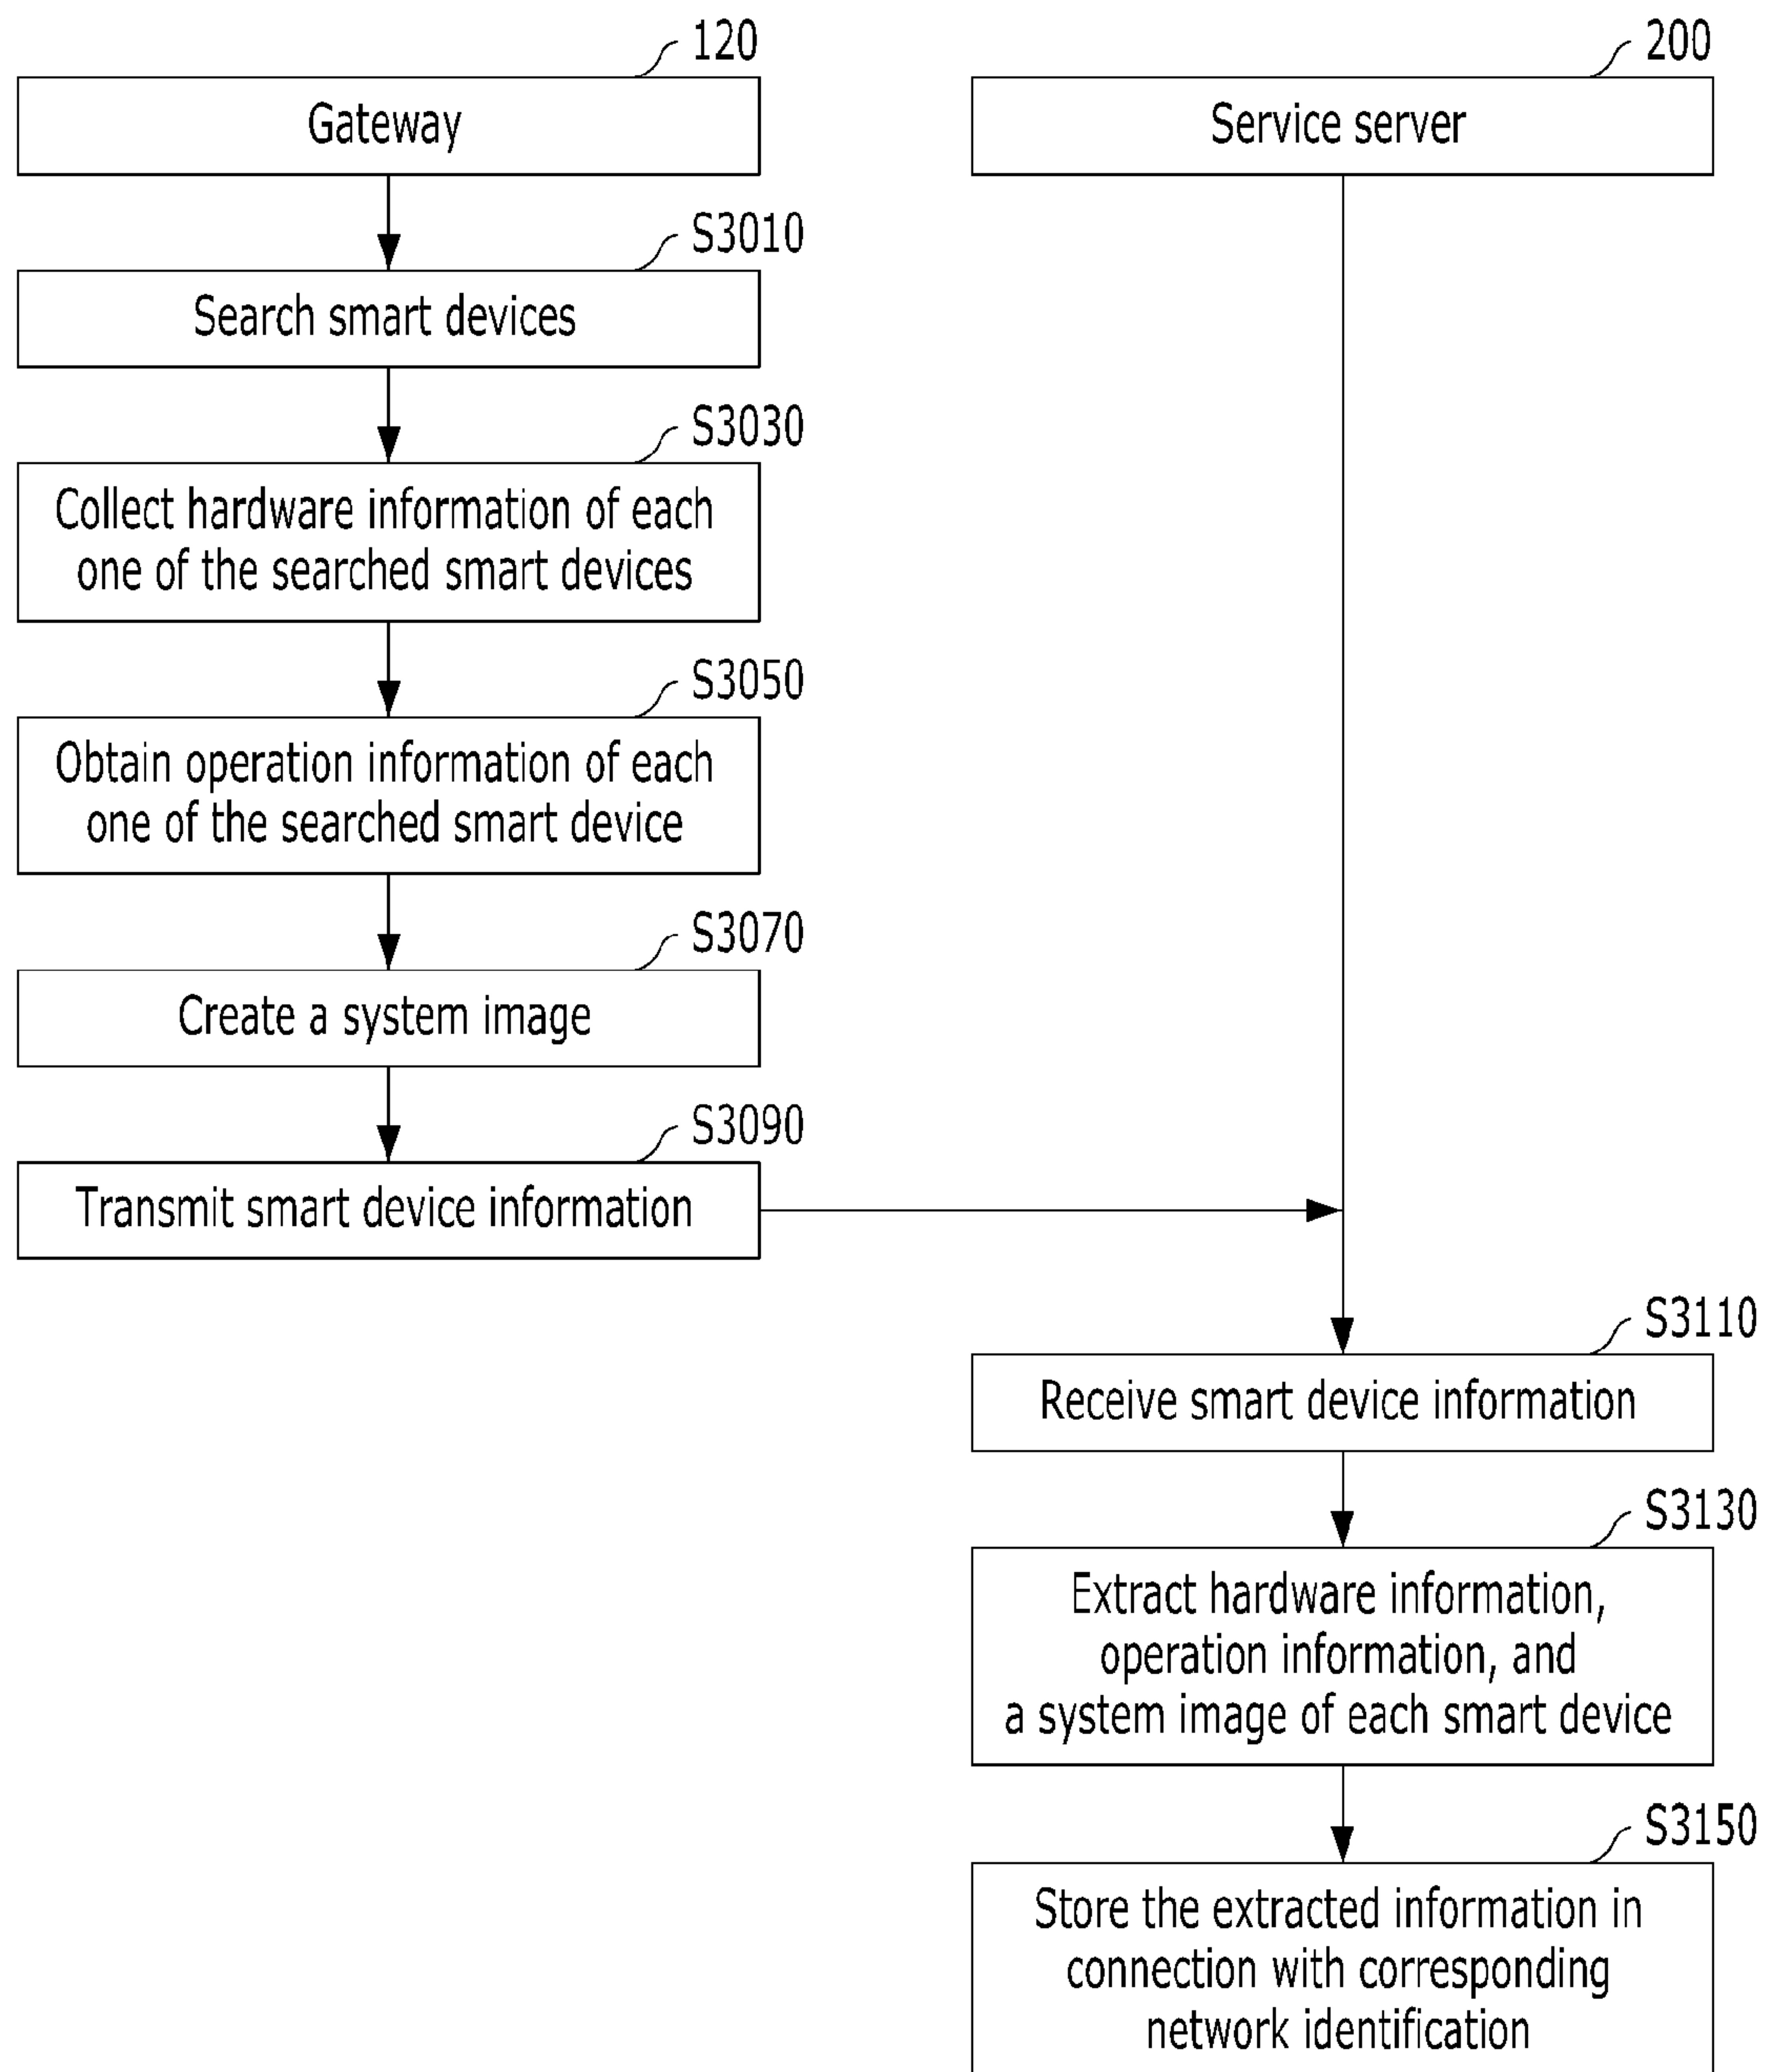 120
Gateway
200
Service server
S3010
Search smart devices
S3030
Collect hardware information of each
one of the searched smart devices
S3050
Obtain operation information of each
one of the searched smart device
S3070
Create a system image
S3090
Transmit smart device information
S3110
Receive smart device information
S3130
Extract hardware information,
operation information, and
a system image of each smart device
S3150
Store the extracted information in
connection with corresponding
network identification